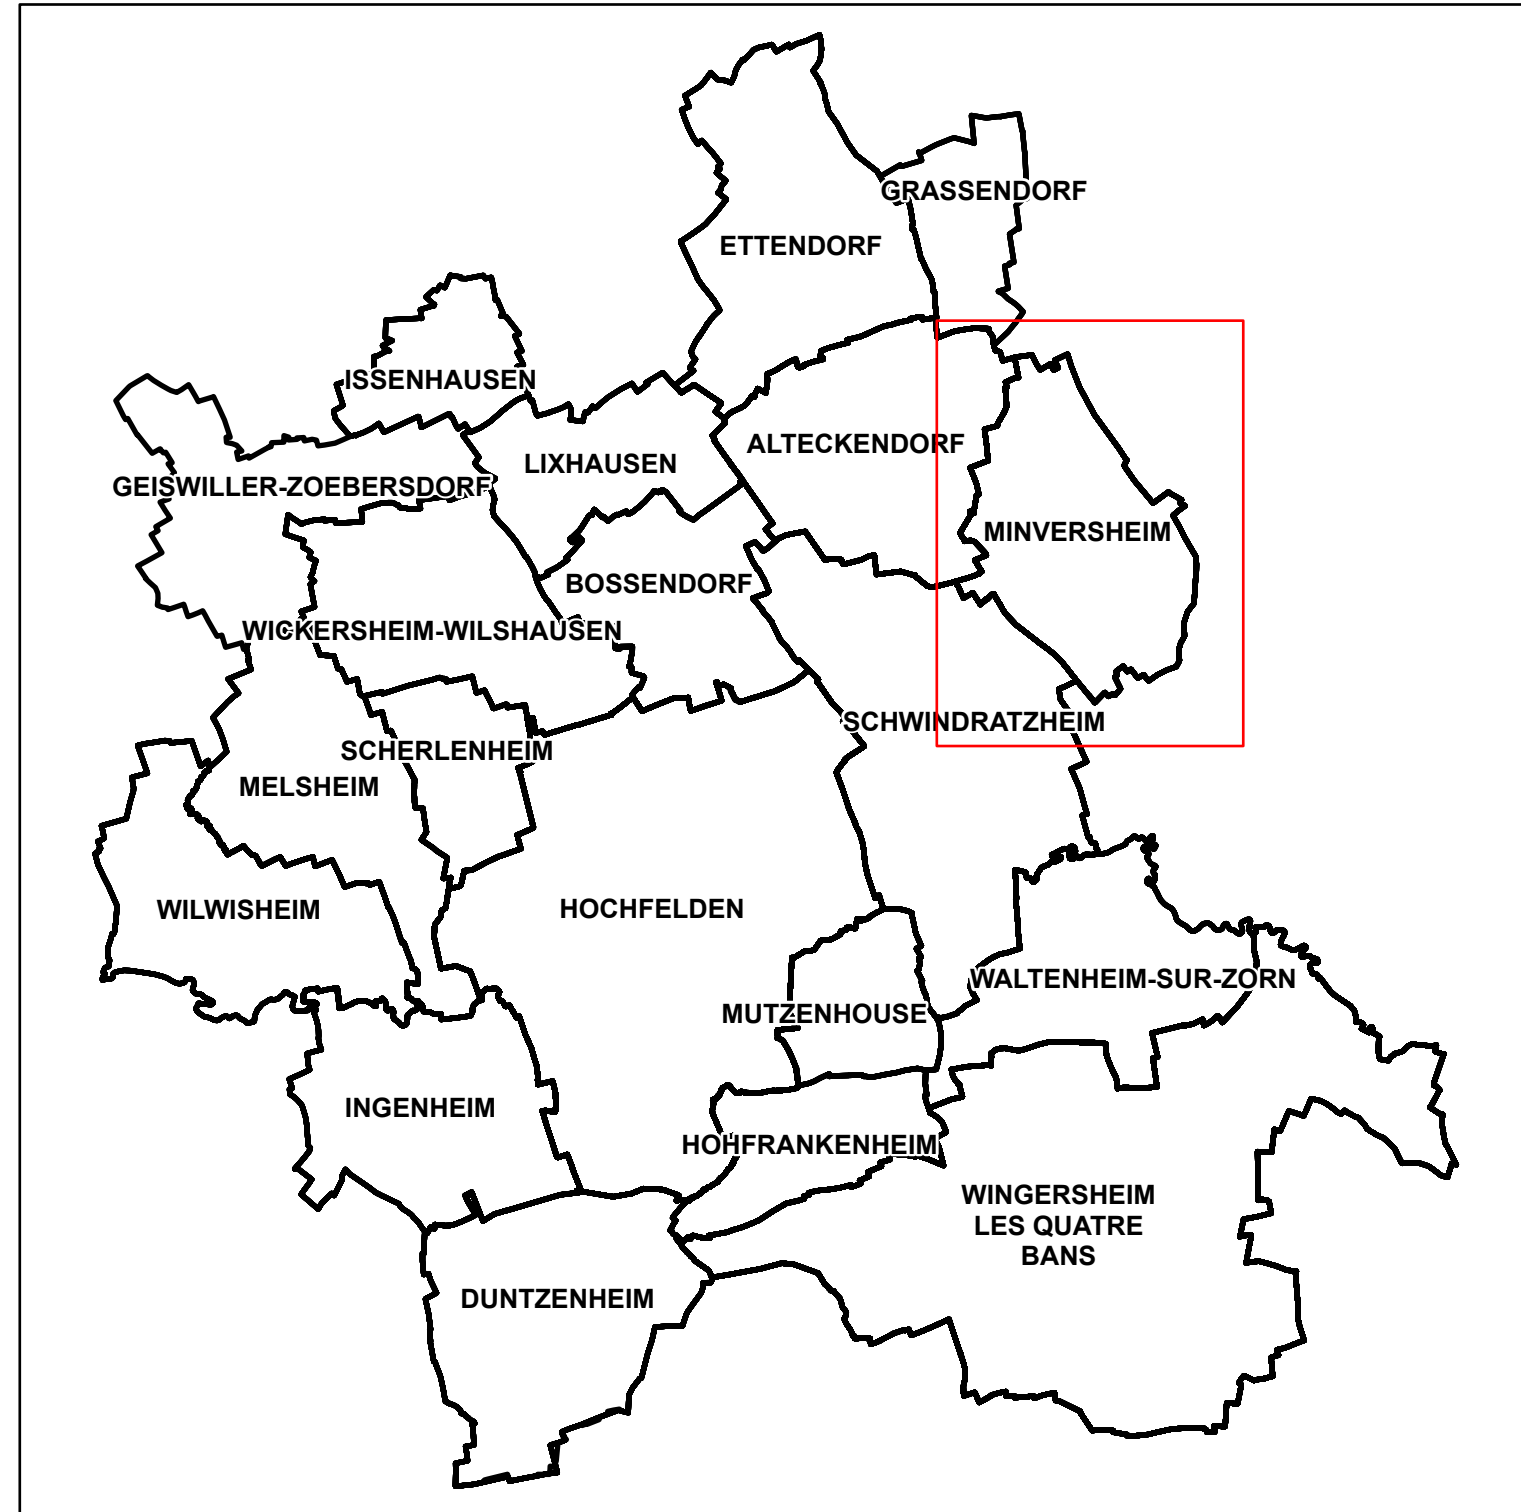 GRASSENDORF
ETTENDORF
ISSENHAUSEN
ALTECKENDORF
LIXHAUSEN
GEISWILLER-ZOEBERSDORF
MINVERSHEIM
BOSSENDORF
WICKERSHEIM-WILSHAUSEN
SCHWINDRATZHEIM
SCHERLENHEIM
MELSHEIM
HOCHFELDEN
WILWISHEIM
WALTENHEIM-SUR-ZORN
MUTZENHOUSE
INGENHEIM
HOHFRANKENHEIM
WINGERSHEIM
LES QUATRE
BANS
DUNTZENHEIM